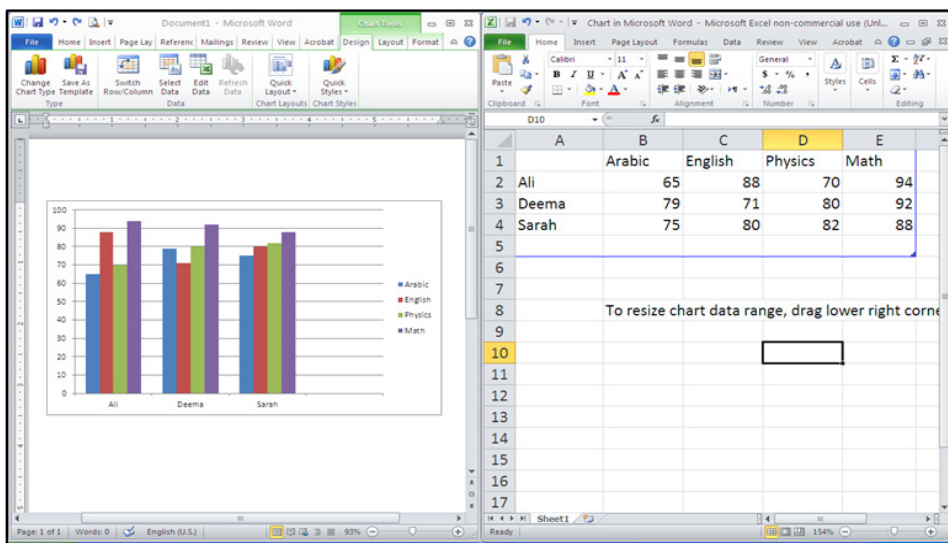 Document1 - Microsoft Word
Chart Tools
File Home Insert Page Lay Referenc Mailings Review View Acrobat Design Layout Format
Change Chart Type
Save As Template
Switch Row/Column
Select Data
Edit Data
Refresh Data
Quick Layout
Quick Styles
Type Data Chart Layouts Chart Styles
100
90
80
70
60
50
40
30
20
10
0
Ali Deema Sarah
Arabic
English
Physics
Math
Page: 1 of 1 Words: 0 English (U.S.) 93%
Chart in Microsoft Word - Microsoft Excel non-commercial use (Unl...
File Home Insert Page Layout Formulas Data Review View Acrobat
Paste
Calibri 11
B I U
General
$ % ,
Styles
Cells
Clipboard Font Alignment Number Editing
D10 fx
A B C D E
1 Arabic English Physics Math
2 Ali 65 88 70 94
3 Deema 79 71 80 92
4 Sarah 75 80 82 88
5
6
7
8 To resize chart data range, drag lower right corne
9
10
11
12
13
14
15
16
17
Sheet1
Ready 154%